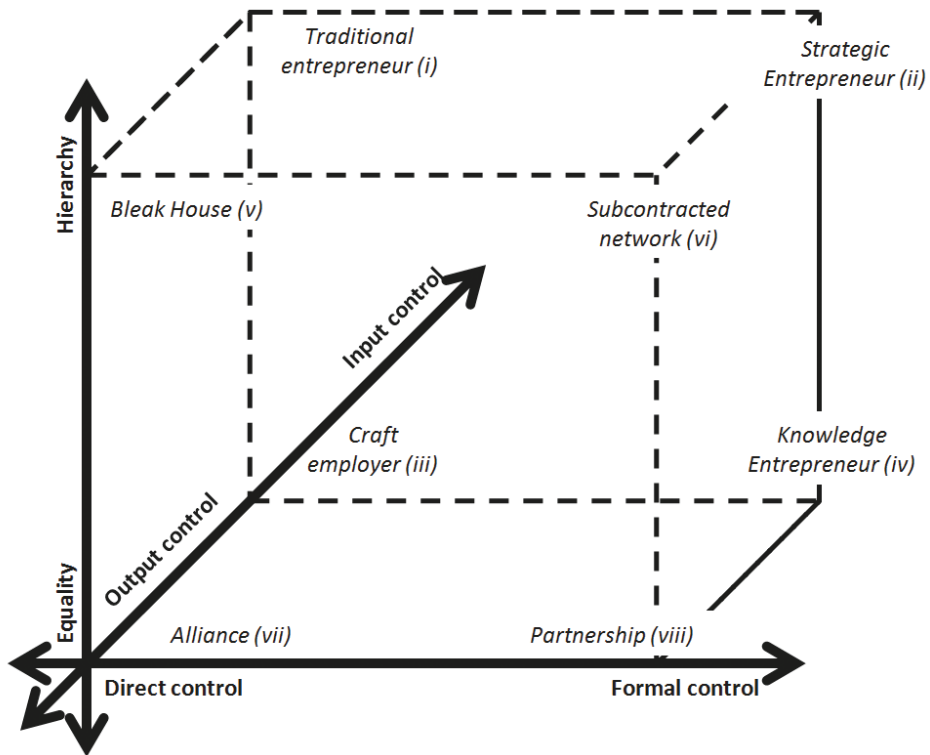 Traditional
entrepreneur (i)
Strategic
Entrepreneur (ii)
Hierarchy
Bleak House (v)
Subcontracted
network (vi)
Input control
Craft
employer (iii)
Knowledge
Entrepreneur (iv)
Output control
Equality
Alliance (vii)
Partnership (viii)
Direct control
Formal control